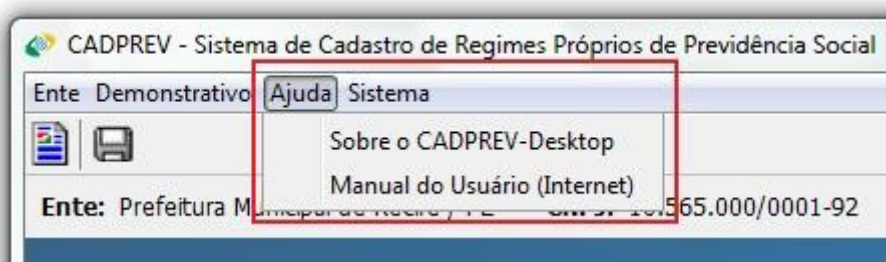 CADPREV - Sistema de Cadastro de Regimes Próprios de Previdência Social
Ente Demonstrativo Ajuda Sistema
Sobre o CADPREV-Desktop
Manual do Usuário (Internet)
Ente: Prefeitura .565.000/0001-92